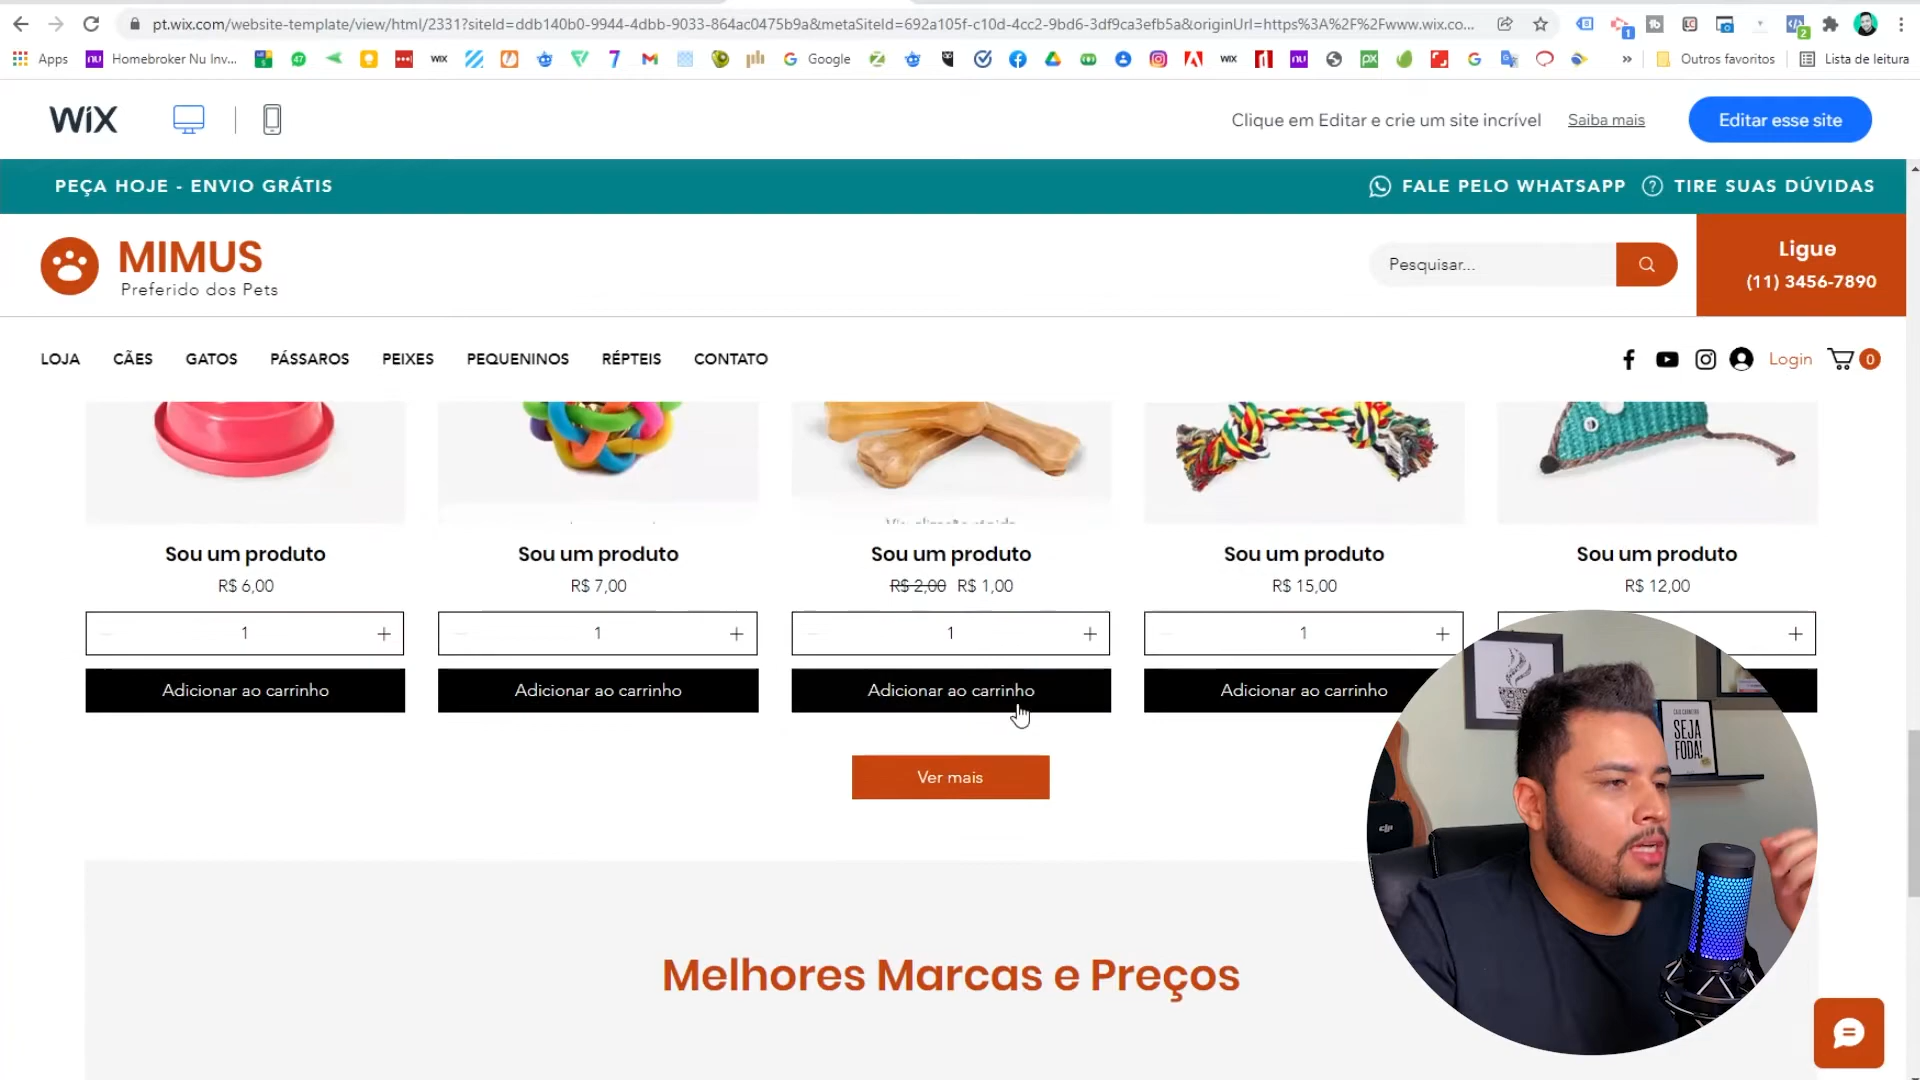 pt.wix.com/website-template/view/html/2331?siteId=ddb140b0-9944-4dbb-9033-864ac0475b9a&metaSiteId=692a105f-c10d-4cc2-9bd6-3df9ca3efb5a&originUrl=https%3A%2F%2Fwww.wix.co...
Apps
Homebroker Nu Inv...
Google
Outros favoritos
Lista de leitura
WiX
Clique em Editar e crie um site incrível
Saiba mais
Editar esse site
PEÇA HOJE - ENVIO GRÁTIS
FALE PELO WHATSAPP
TIRE SUAS DÚVIDAS
MIMUS
Preferido dos Pets
Pesquisar...
Ligue
(11) 3456-7890
LOJA CÃES GATOS PÁSSAROS PEIXES PEQUENINOS RÉPTEIS CONTATO
Login
0
Sou um produto
R$ 6,00
1
Adicionar ao carrinho
Sou um produto
R$ 7,00
1
Adicionar ao carrinho
Sou um produto
R$ 2,00 R$ 1,00
1
Adicionar ao carrinho
Sou um produto
R$ 15,00
1
Adicionar ao carrinho
Sou um produto
R$ 12,00
Ver mais
Melhores Marcas e Preços
SEJA
FODA!